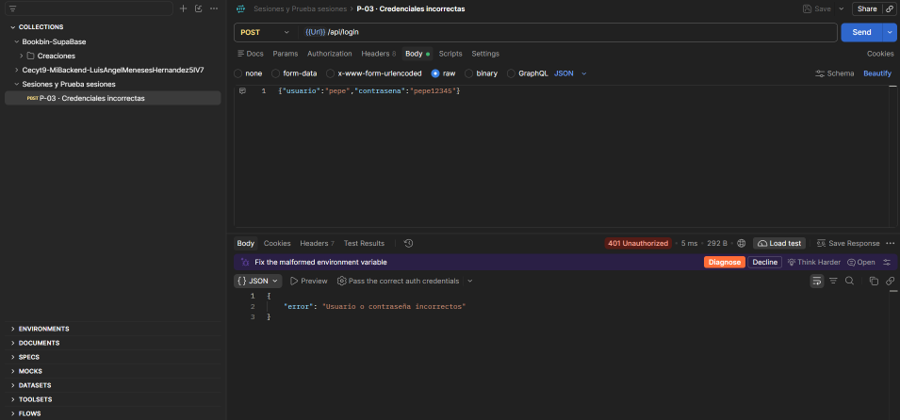 Sesiones y Prueba sesiones > P-03 · Credenciales incorrectas
Save
Share
COLLECTIONS
Bookbin-SupaBase
Creaciones
Cecyt9-MiBackend-LuisAngelMenesesHernandez5IV7
Sesiones y Prueba sesiones
POST P-03 · Credenciales incorrectas
POST
{{Url}} /api/login
Send
Docs Params Authorization Headers 8 Body Scripts Settings
Cookies
none form-data x-www-form-urlencoded raw binary GraphQL JSON
Schema Beautify
1 {"usuario":"pepe","contrasena":"pepe12345"}
Body Cookies Headers 7 Test Results
401 Unauthorized · 5 ms · 292 B
Load test
Save Response
Fix the malformed environment variable
Diagnose Decline Think Harder Open
{ } JSON Preview Pass the correct auth credentials
1 {
2 "error": "Usuario o contraseña incorrectos"
3 }
ENVIRONMENTS
DOCUMENTS
SPECS
MOCKS
DATASETS
TOOLSETS
FLOWS